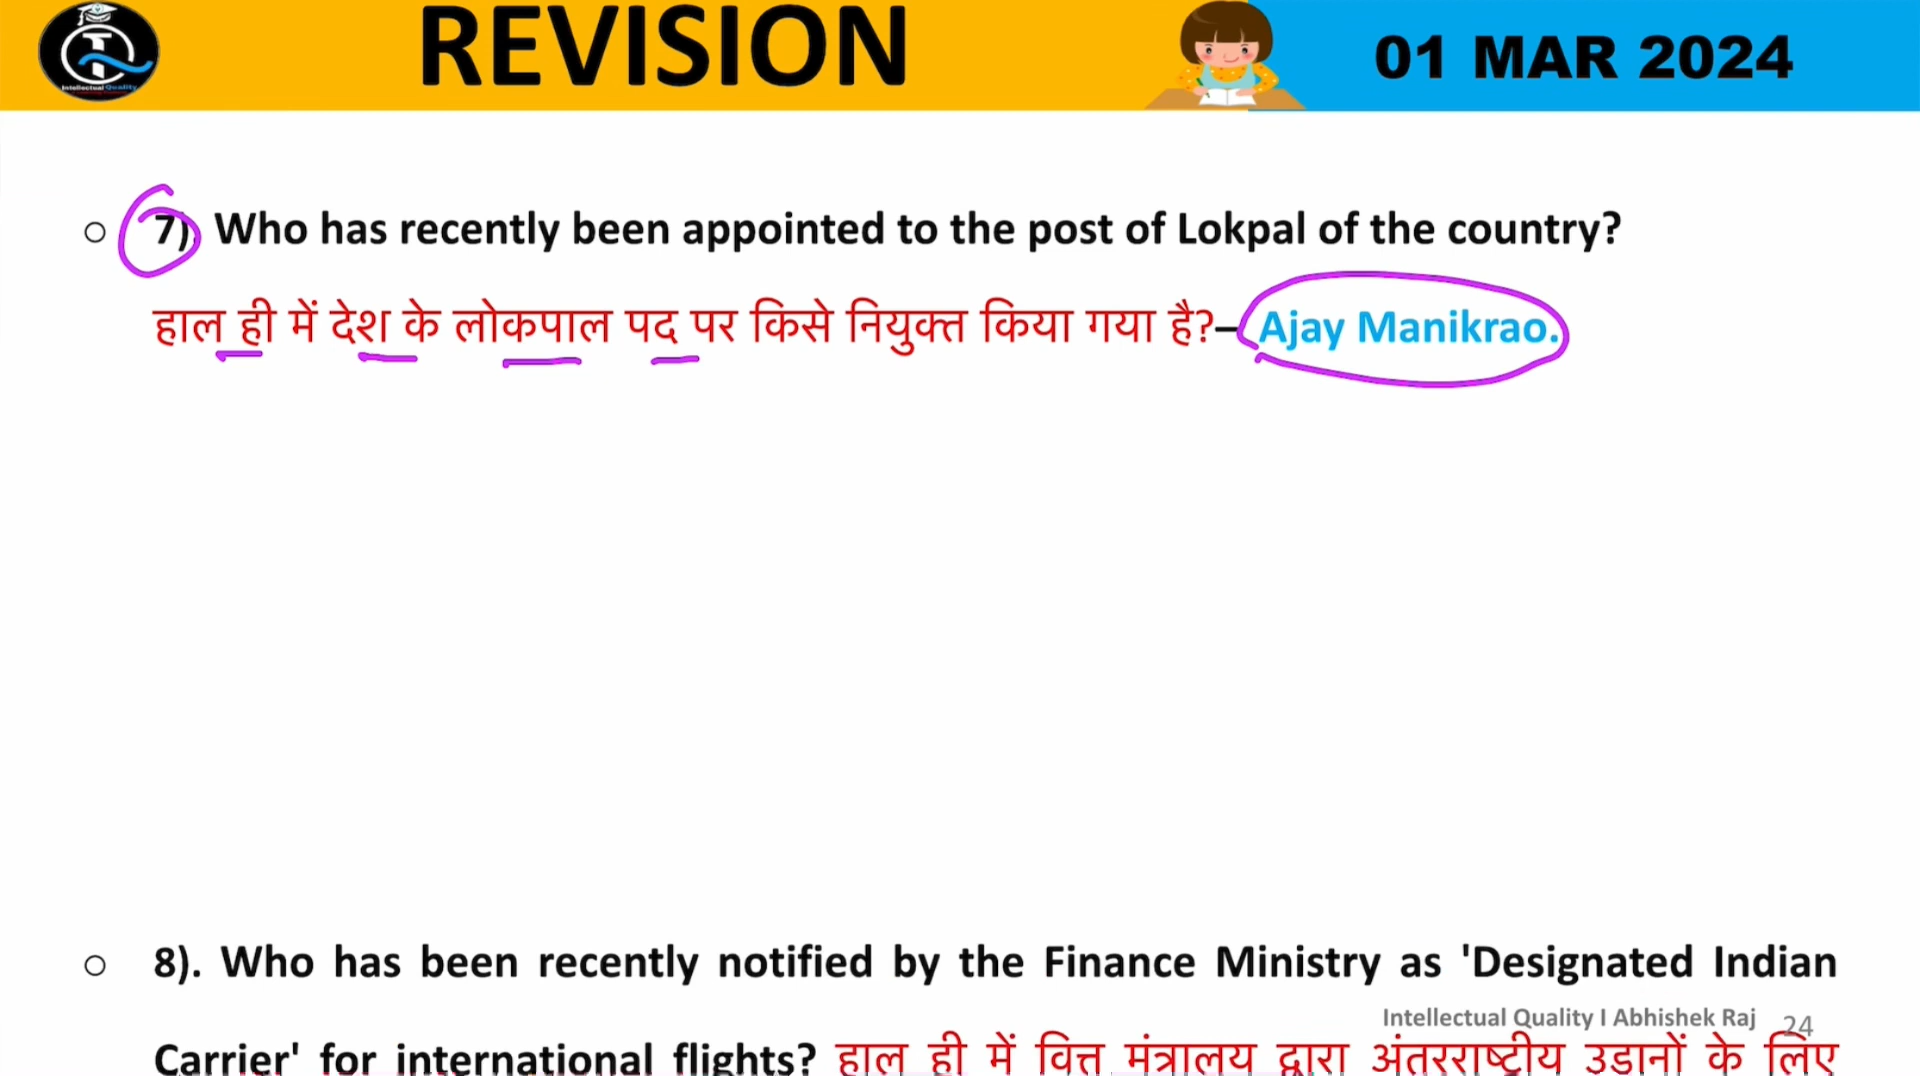 Intellectual Quality
REVISION
01 MAR 2024
7). Who has recently been appointed to the post of Lokpal of the country?
हाल ही में देश के लोकपाल पद पर किसे नियुक्त किया गया है?– Ajay Manikrao.
8). Who has been recently notified by the Finance Ministry as 'Designated Indian
Carrier' for international flights? हाल ही में वित्त मंत्रालय द्वारा अंतरराष्ट्रीय उडानों के लिए
Intellectual Quality I Abhishek Raj
24